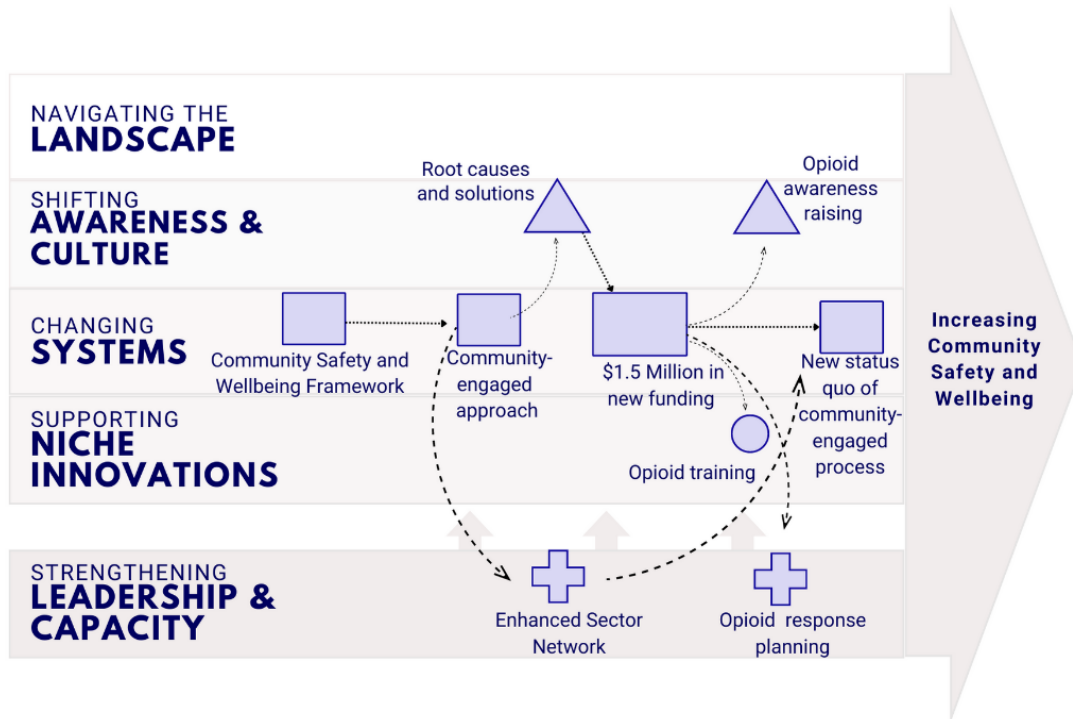 NAVIGATING THE
LANDSCAPE
Root causes
and solutions
Opioid
awareness
raising
SHIFTING
AWARENESS &
CULTURE
CHANGING
SYSTEMS
Community Safety and
Wellbeing Framework
Community-
engaged
approach
$1.5 Million in
new funding
New status
quo of
community-
engaged
process
SUPPORTING
NICHE
INNOVATIONS
Opioid training
STRENGTHENING
LEADERSHIP &
CAPACITY
Enhanced Sector
Network
Opioid response
planning
Increasing
Community
Safety and
Wellbeing